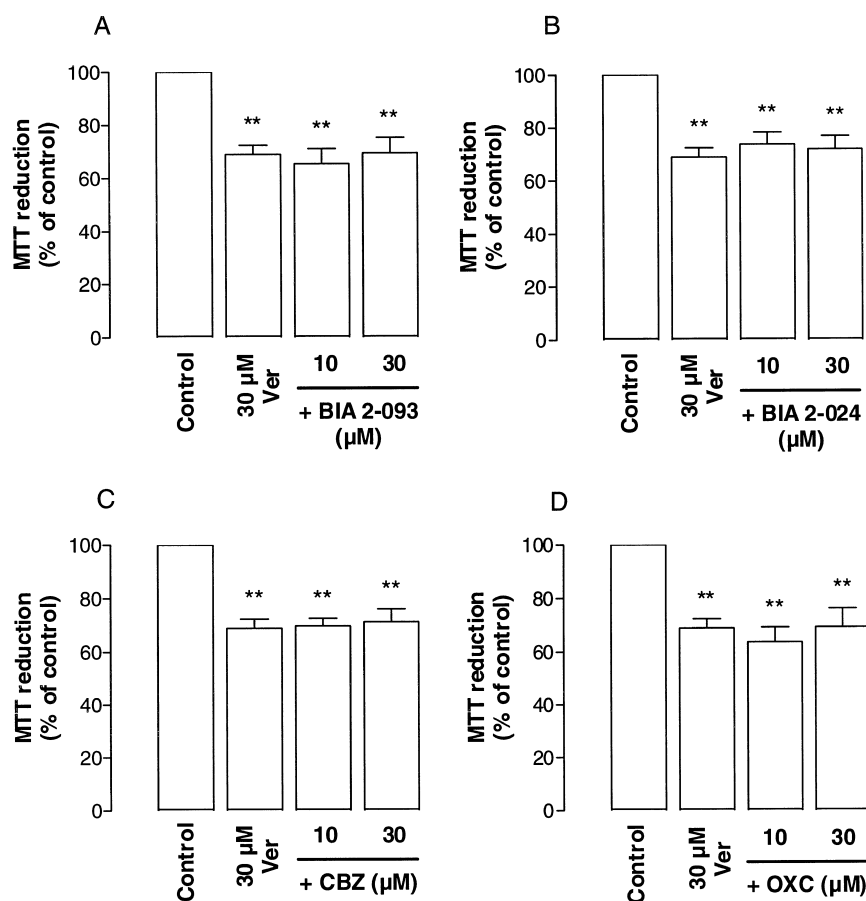 A
MTT reduction
(% of control)
100
80
60
40
20
0
**
**
**
Control
30 µM
Ver
10
30
+ BIA 2-093
(µM)
B
MTT reduction
(% of control)
100
80
60
40
20
0
**
**
**
Control
30 µM
Ver
10
30
+ BIA 2-024
(µM)
C
MTT reduction
(% of control)
100
80
60
40
20
0
**
**
**
Control
30 µM
Ver
10
30
+ CBZ (µM)
D
MTT reduction
(% of control)
100
80
60
40
20
0
**
**
**
Control
30 µM
Ver
10
30
+ OXC (µM)